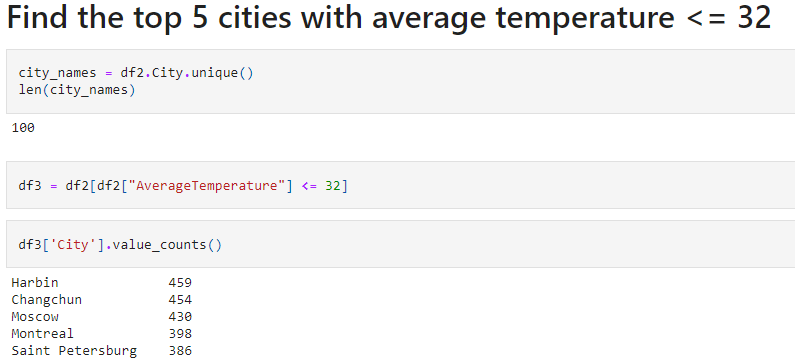 Find the top 5 cities with average temperature <= 32
city_names = df2.City.unique()
len(city_names)
100
df3 = df2[df2["AverageTemperature"] <= 32]
df3['City'].value_counts()
Harbin 459
Changchun 454
Moscow 430
Montreal 398
Saint Petersburg 386